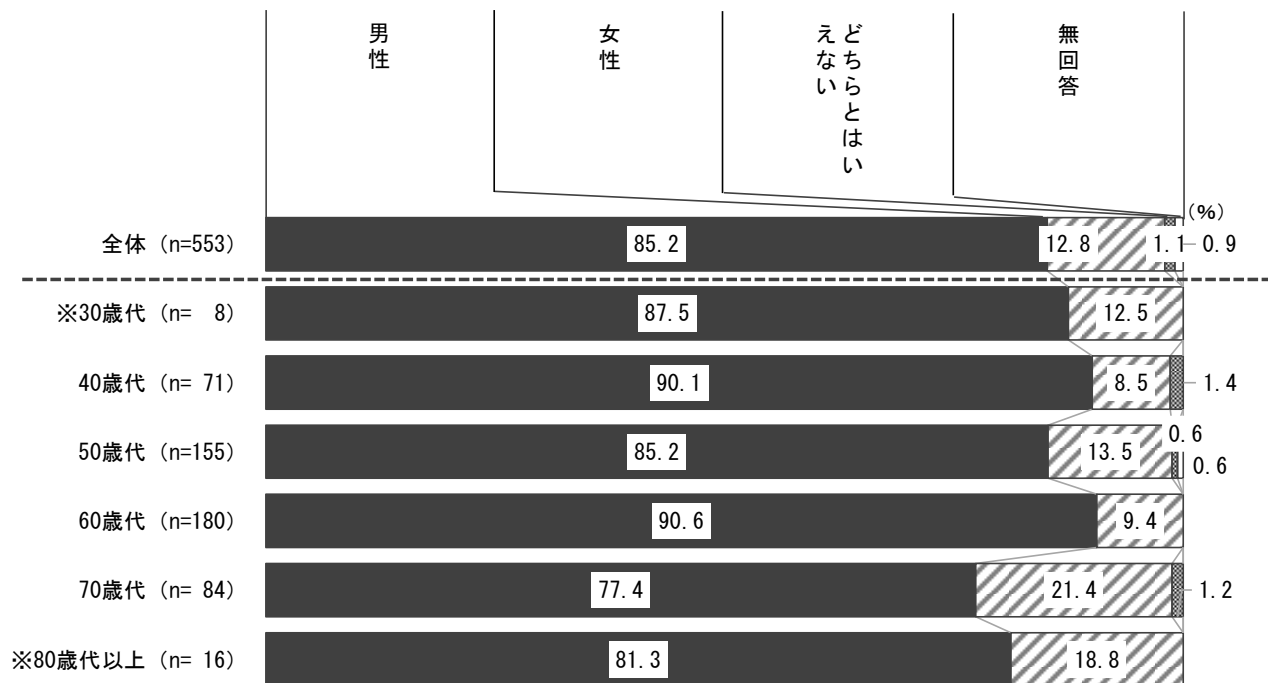 男性
女性
どちらとはい
えない
無回答
(%)
全体 (n=553) 85.2 12.8 1.1 0.9
※30歳代 (n= 8) 87.5 12.5
40歳代 (n= 71) 90.1 8.5 1.4
50歳代 (n=155) 85.2 13.5 0.6 0.6
60歳代 (n=180) 90.6 9.4
70歳代 (n= 84) 77.4 21.4 1.2
※80歳代以上 (n= 16) 81.3 18.8